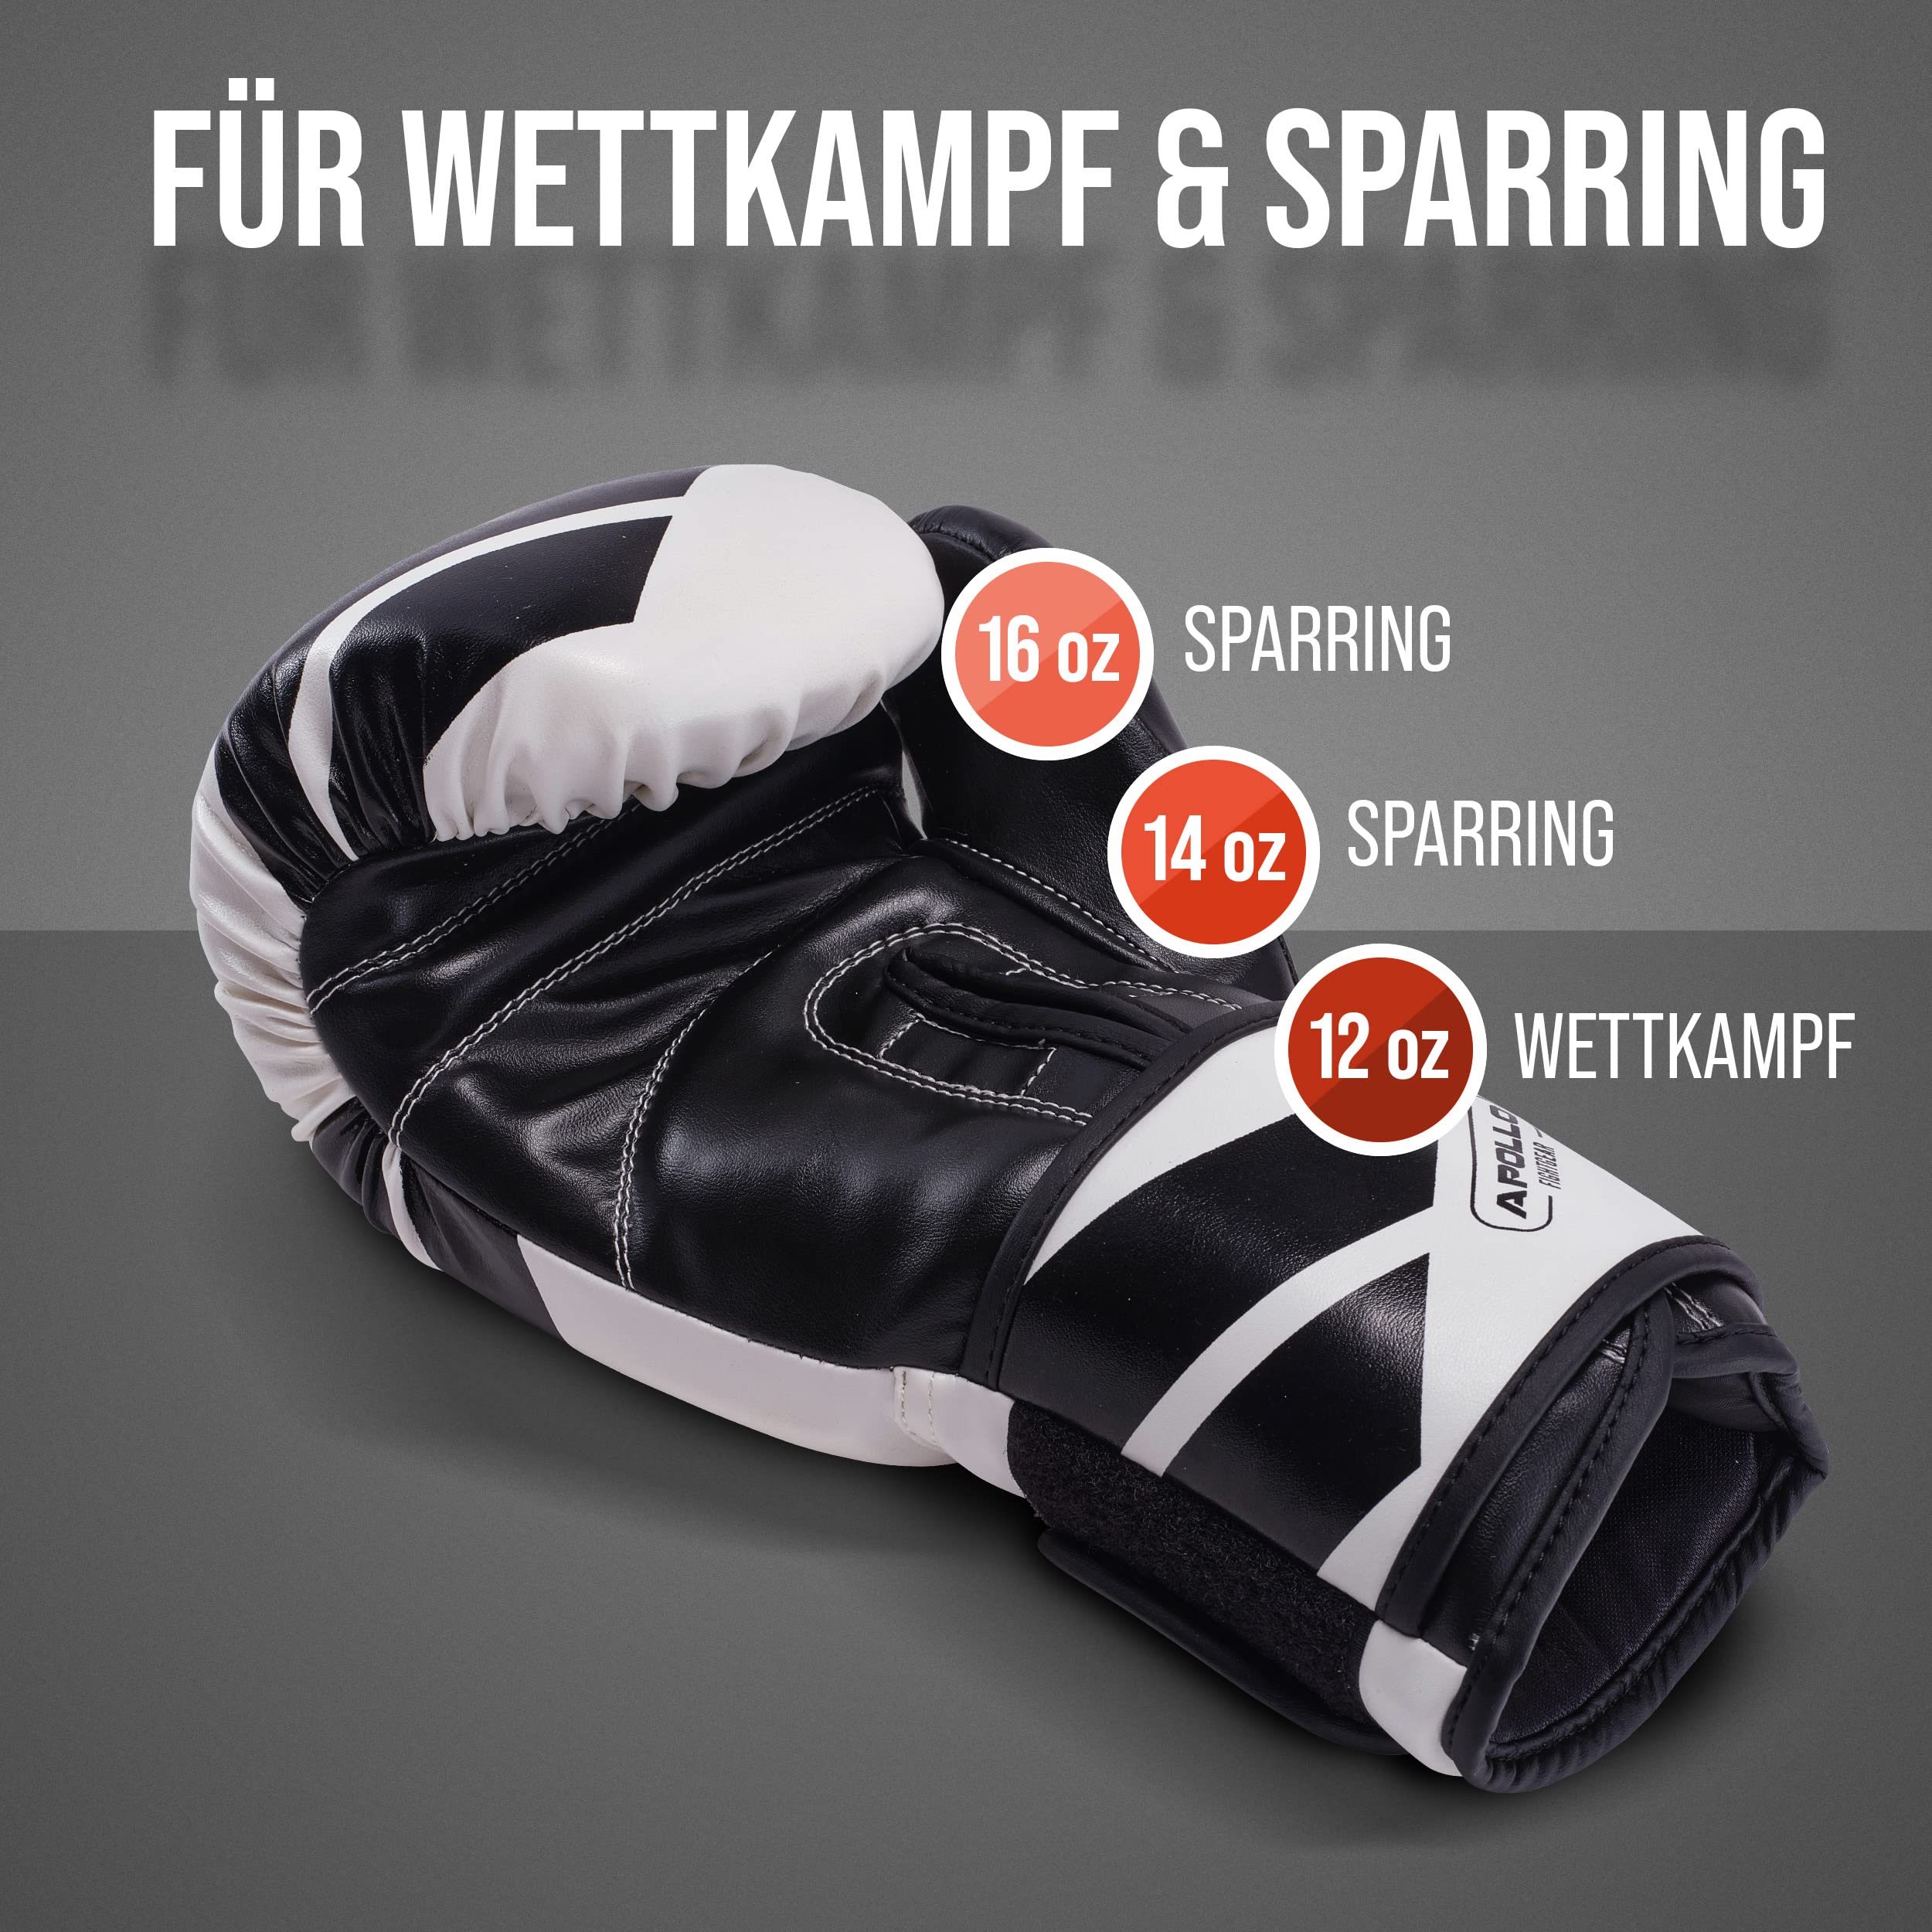 FÜR WETTKAMPF & SPARRING
16 oz SPARRING
14 oz SPARRING
12 oz WETTKAMPF
APOLLO
FIGHTGEAR